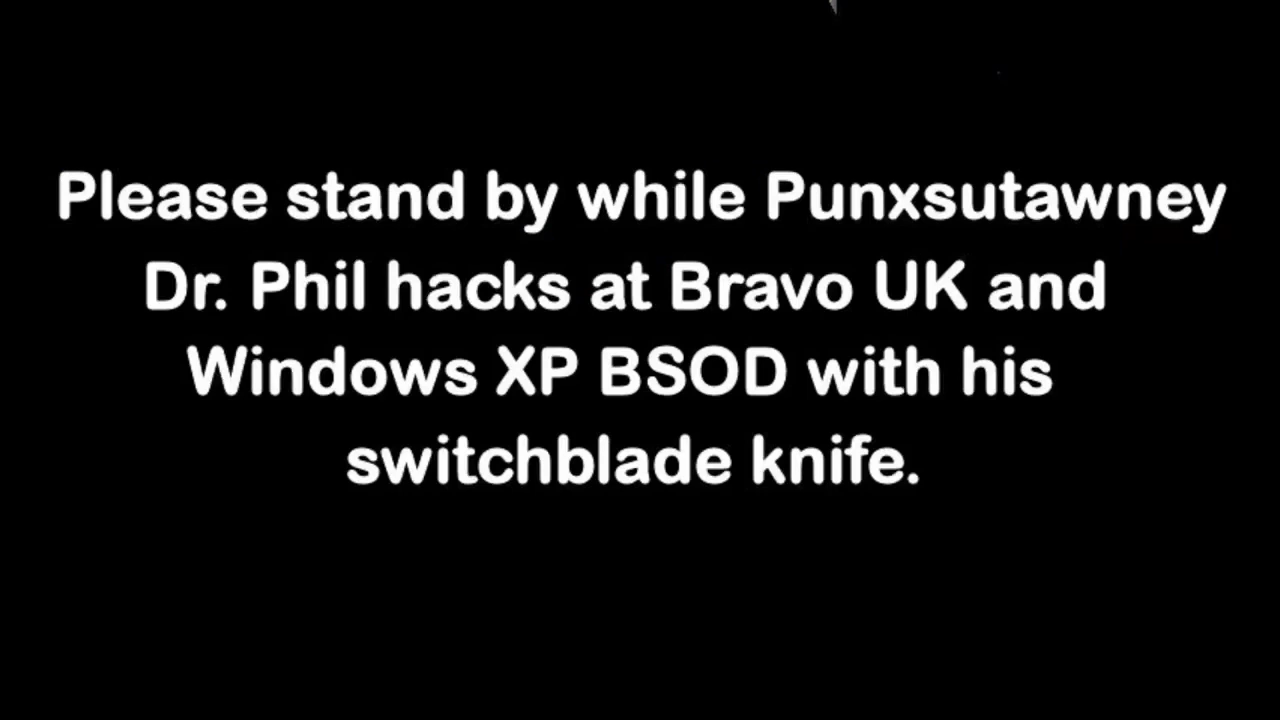 Please stand by while Punxsutawney
Dr. Phil hacks at Bravo UK and
Windows XP BSOD with his
switchblade knife.